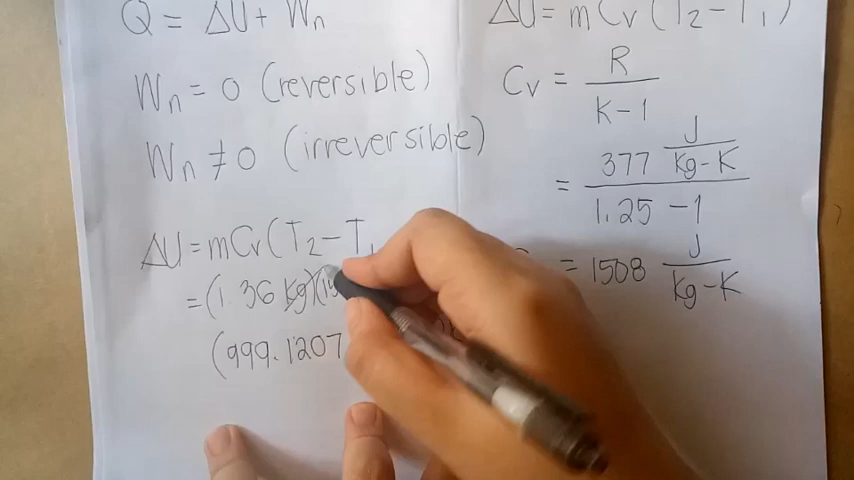 Q = ΔU + Wn
Wn = 0 (reversible)
Wn ≠ 0 (irreversible)
ΔU = mCv (T2 - T
= (1.36 kg)(1
(999.1207
ΔU = mCv (T2 - T1)
Cv = R
K-1
= 377 J
kg-K
1.25 - 1
= 1508 J
kg-K